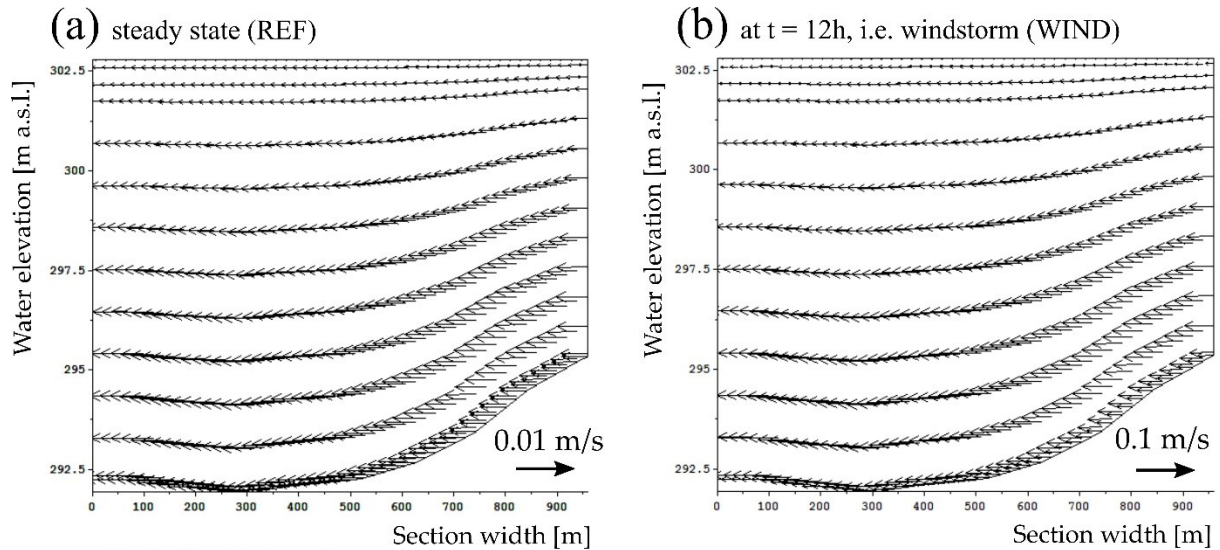 (a) steady state (REF)
Water elevation [m a.s.l.]
302.5
300
297.5
295
292.5
0 100 200 300 400 500 600 700 800 900
0.01 m/s
Section width [m]
(b) at t = 12h, i.e. windstorm (WIND)
Water elevation [m a.s.l.]
302.5
300
297.5
295
292.5
0 100 200 300 400 500 600 700 800 900
0.1 m/s
Section width [m]